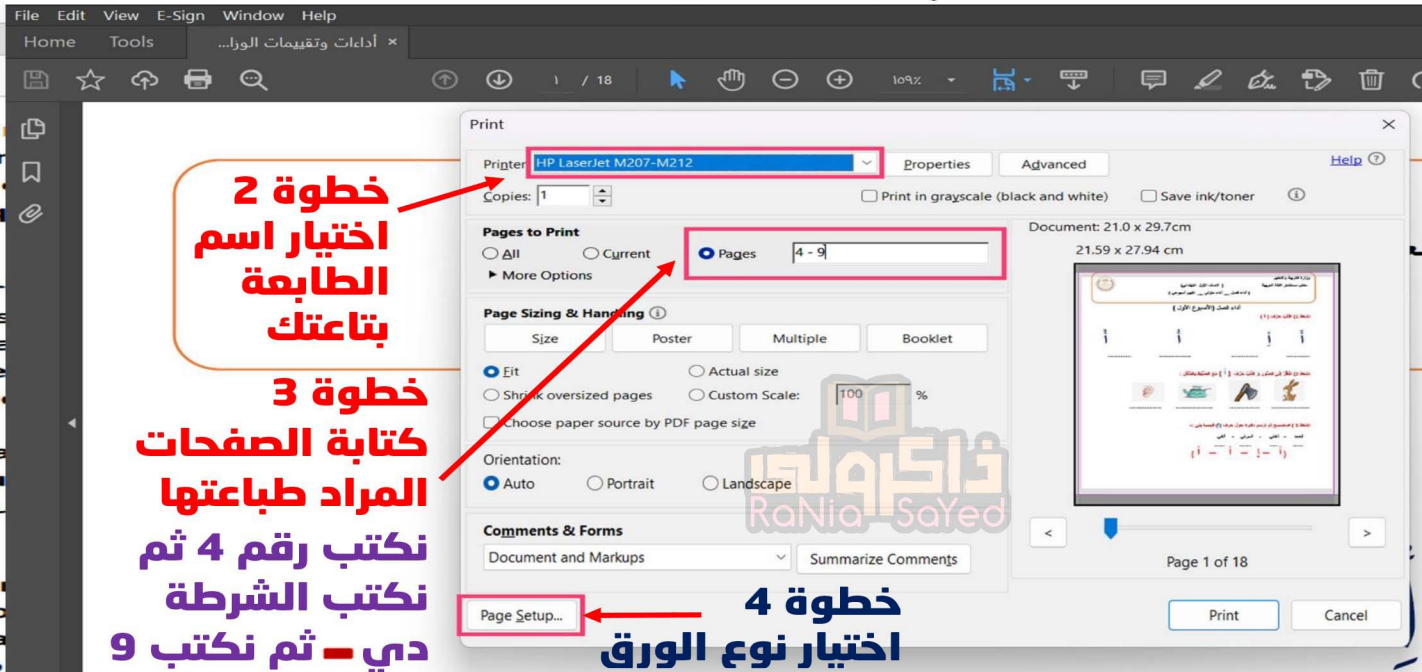 File Edit View E-Sign Window Help
Home Tools أداءات وتقييمات الوزا... ×
١ / 18 ١٠٩٪
Print
Printer: HP LaserJet M207-M212 Properties Advanced Help
Copies: 1 Print in grayscale (black and white) Save ink/toner
Pages to Print
All Current Pages 4 - 9
More Options
Page Sizing & Handling
Size Poster Multiple Booklet
Fit Actual size
Shrink oversized pages Custom Scale: 100 %
Choose paper source by PDF page size
Orientation:
Auto Portrait Landscape
Comments & Forms
Document and Markups Summarize Comments
Page Setup...
Document: 21.0 x 29.7cm
21.59 x 27.94 cm
أداء فصل (الأسبوع الأول)
< >
Page 1 of 18
Print Cancel
خطوة 2
اختيار اسم
الطابعة
بتاعتك
خطوة 3
كتابة الصفحات
المراد طباعتها
نكتب رقم 4 ثم
نكتب الشرطة
دي - ثم نكتب 9
خطوة 4
اختيار نوع الورق
ذاكرولي
RaNia SaYed